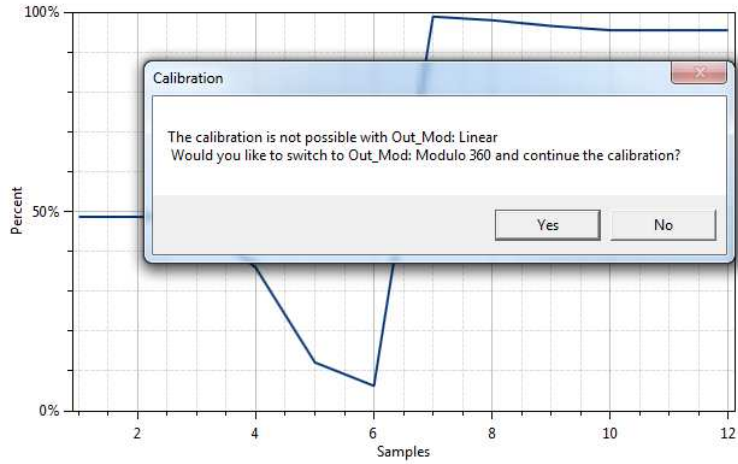 100%
Calibration
The calibration is not possible with Out_Mod: Linear
Would you like to switch to Out_Mod: Modulo 360 and continue the calibration?
Yes No
50%
Percent
0%
2 4 6 8 10 12
Samples